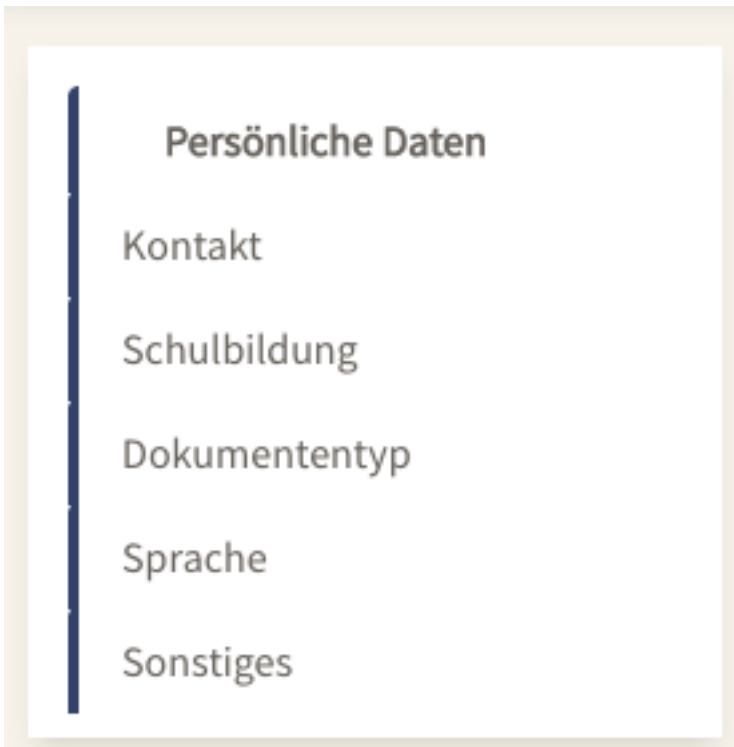 Persönliche Daten
Kontakt
Schulbildung
Dokumententyp
Sprache
Sonstiges